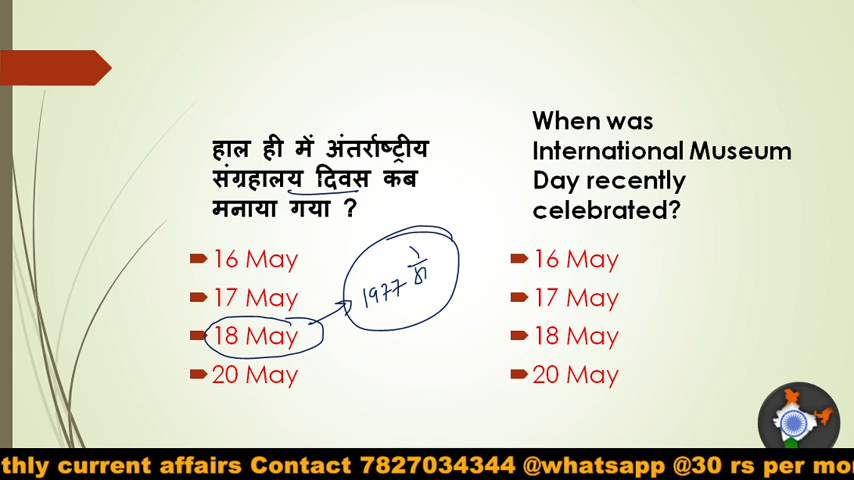 हाल ही में अंतर्राष्ट्रीय
संग्रहालय दिवस कब
मनाया गया ?
16 May
17 May
18 May
20 May
1977
When was
International Museum
Day recently
celebrated?
16 May
17 May
18 May
20 May
thly current affairs Contact 7827034344 @whatsapp @30 rs per mo